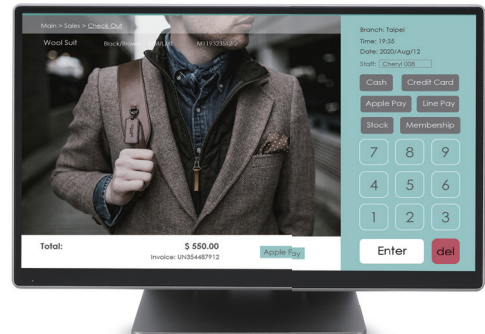 Main > Sales > Check Out
Wool Suit
Total:
$ 550.00
Invoice: UN354487912
Apple Pay
Branch: Taipei
Time: 19:35
Date: 2020/Aug/12
Staff: Cheryl 008
Cash
Credit Card
Apple Pay
Line Pay
Stock
Membership
7
8
9
4
5
6
1
2
3
Enter
del